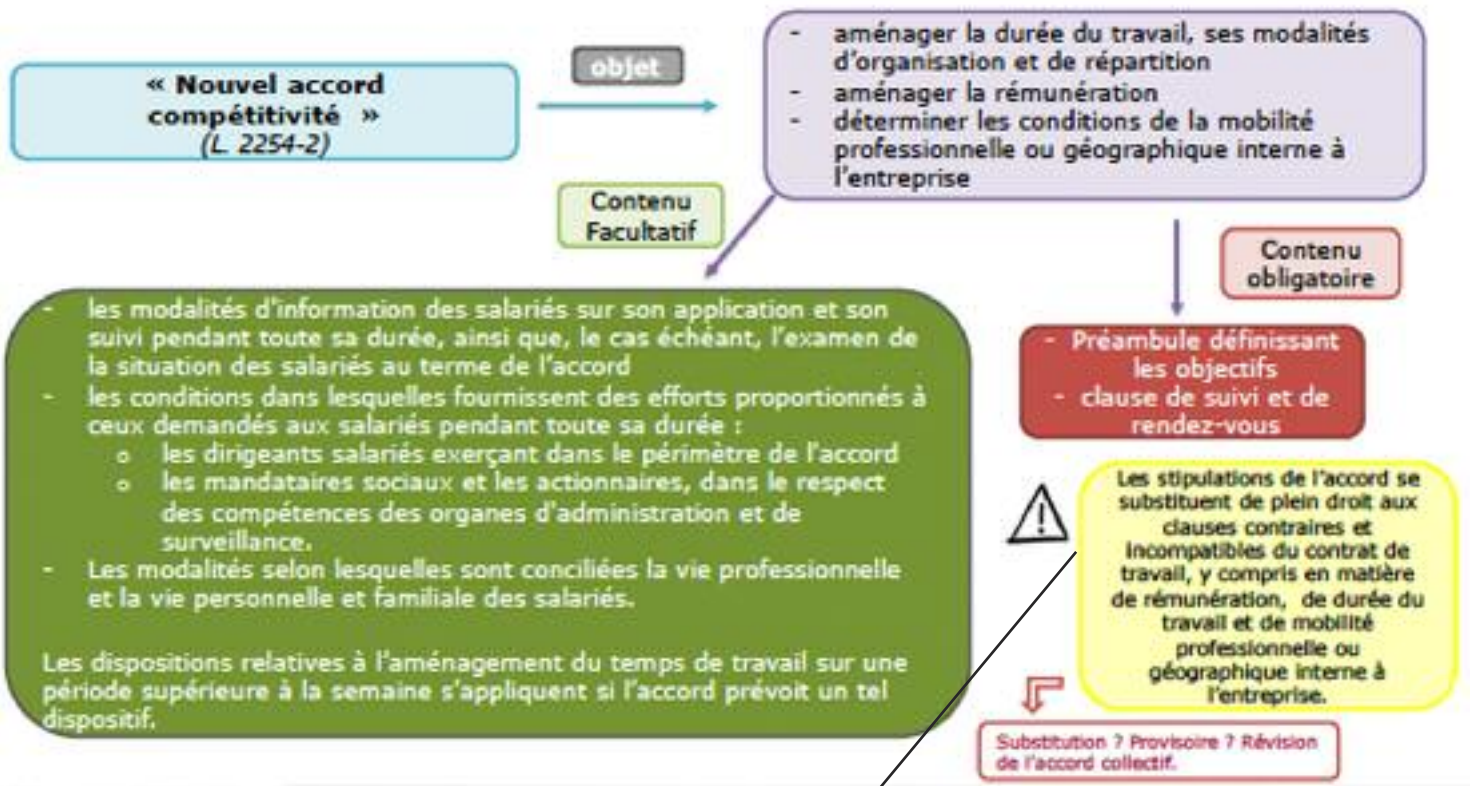 « Nouvel accord
compétitivité »
(L. 2254-2)
objet
- aménager la durée du travail, ses modalités
d'organisation et de répartition
- aménager la rémunération
- déterminer les conditions de la mobilité
professionnelle ou géographique interne à
l'entreprise
Contenu
Facultatif
Contenu
obligatoire
- les modalités d'information des salariés sur son application et son
suivi pendant toute sa durée, ainsi que, le cas échéant, l'examen de
la situation des salariés au terme de l'accord
- les conditions dans lesquelles fournissent des efforts proportionnés à
ceux demandés aux salariés pendant toute sa durée :
o les dirigeants salariés exerçant dans le périmètre de l'accord
o les mandataires sociaux et les actionnaires, dans le respect
des compétences des organes d'administration et de
surveillance.
- Les modalités selon lesquelles sont conciliées la vie professionnelle
et la vie personnelle et familiale des salariés.
Les dispositions relatives à l'aménagement du temps de travail sur une
période supérieure à la semaine s'appliquent si l'accord prévoit un tel
dispositif.
- Préambule définissant
les objectifs
- clause de suivi et de
rendez-vous
Les stipulations de l'accord se
substituent de plein droit aux
clauses contraires et
incompatibles du contrat de
travail, y compris en matière
de rémunération, de durée du
travail et de mobilité
professionnelle ou
géographique interne à
l'entreprise.
Substitution ? Provisoire ? Révision
de l'accord collectif.